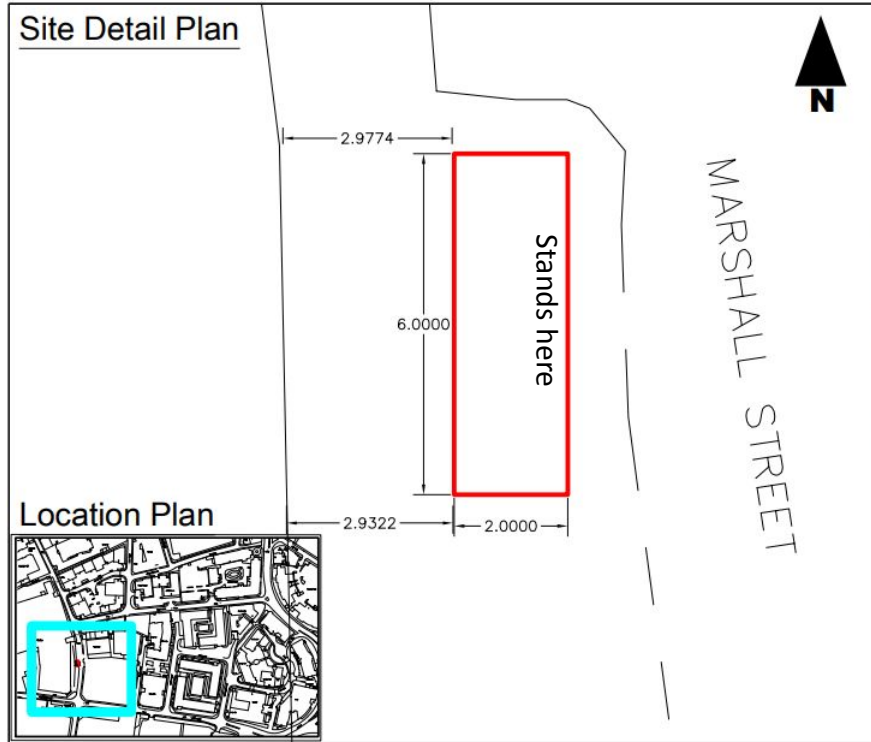 Site Detail Plan
N
2.9774
MARSHALL STREET
Stands here
6.0000
2.9322
2.0000
Location Plan